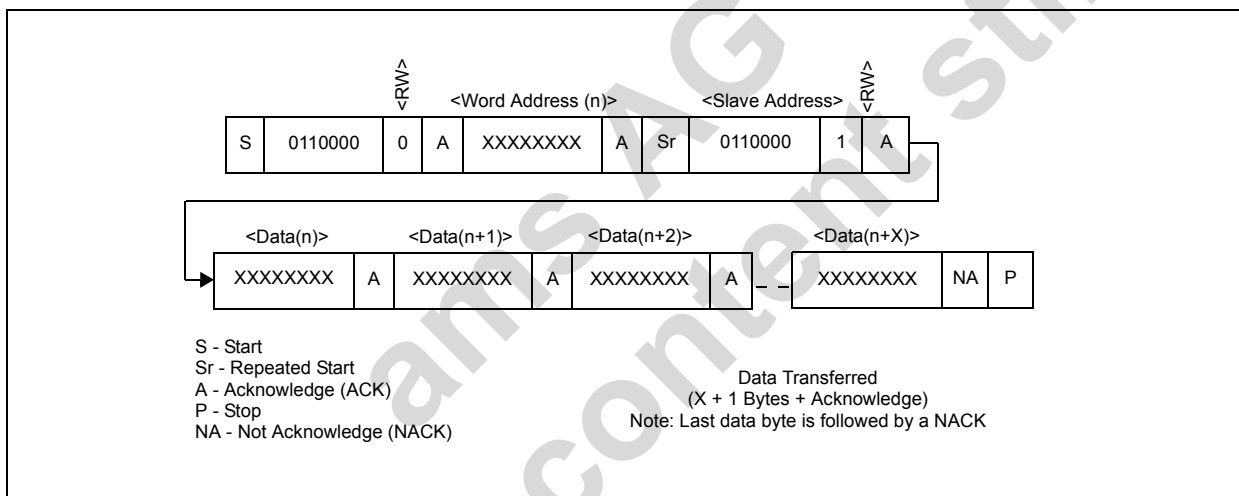 <RW> <Word Address (n)> <Slave Address> <RW>
S 0110000 0 A XXXXXXXX A Sr 0110000 1 A
<Data(n)> <Data(n+1)> <Data(n+2)> <Data(n+X)>
XXXXXXXX A XXXXXXXX A XXXXXXXX A XXXXXXXX NA P
S - Start
Sr - Repeated Start
A - Acknowledge (ACK)
P - Stop
NA - Not Acknowledge (NACK)
Data Transferred
(X + 1 Bytes + Acknowledge)
Note: Last data byte is followed by a NACK
ams AG
content